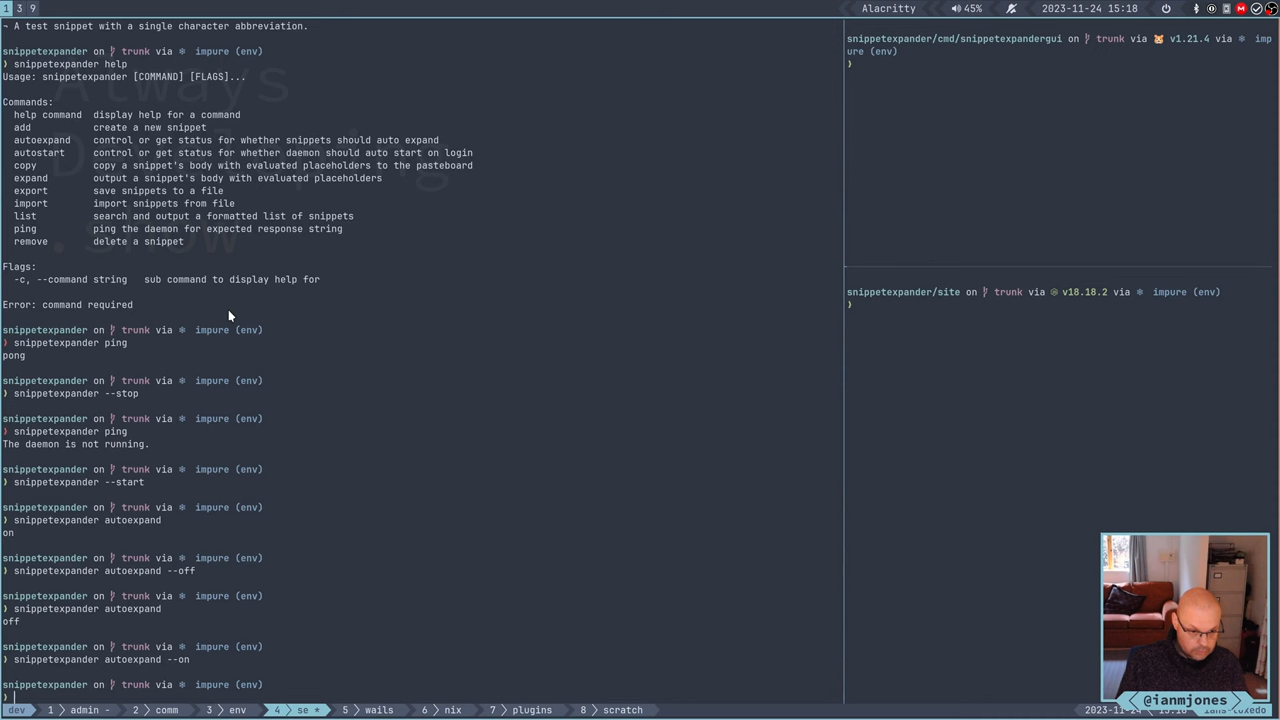 1 3 9
Alacritty
45%
2023-11-24 15:18
¬ A test snippet with a single character abbreviation.
snippetexpander on trunk via ❄ impure (env)
❯ snippetexpander help
Usage: snippetexpander [COMMAND] [FLAGS]...
Commands:
help command display help for a command
add create a new snippet
autoexpand control or get status for whether snippets should auto expand
autostart control or get status for whether daemon should auto start on login
copy copy a snippet's body with evaluated placeholders to the pasteboard
expand output a snippet's body with evaluated placeholders
export save snippets to a file
import import snippets from file
list search and output a formatted list of snippets
ping ping the daemon for expected response string
remove delete a snippet
Flags:
-c, --command string sub command to display help for
Error: command required
snippetexpander on trunk via ❄ impure (env)
❯ snippetexpander ping
pong
snippetexpander on trunk via ❄ impure (env)
❯ snippetexpander --stop
snippetexpander on trunk via ❄ impure (env)
❯ snippetexpander ping
The daemon is not running.
snippetexpander on trunk via ❄ impure (env)
❯ snippetexpander --start
snippetexpander on trunk via ❄ impure (env)
❯ snippetexpander autoexpand
on
snippetexpander on trunk via ❄ impure (env)
❯ snippetexpander autoexpand --off
snippetexpander on trunk via ❄ impure (env)
❯ snippetexpander autoexpand
off
snippetexpander on trunk via ❄ impure (env)
❯ snippetexpander autoexpand --on
snippetexpander on trunk via ❄ impure (env)
❯
Always
Developing
.show
snippetexpander/cmd/snippetexpandergui on trunk via 🐹 v1.21.4 via ❄ imp
ure (env)
❯
snippetexpander/site on trunk via v18.18.2 via ❄ impure (env)
❯
@ianmjones
dev 1 ❯ admin - 2 ❯ comm 3 ❯ env 4 ❯ se * 5 ❯ wails 6 ❯ nix 7 ❯ plugins 8 ❯ scratch
2023-11-24